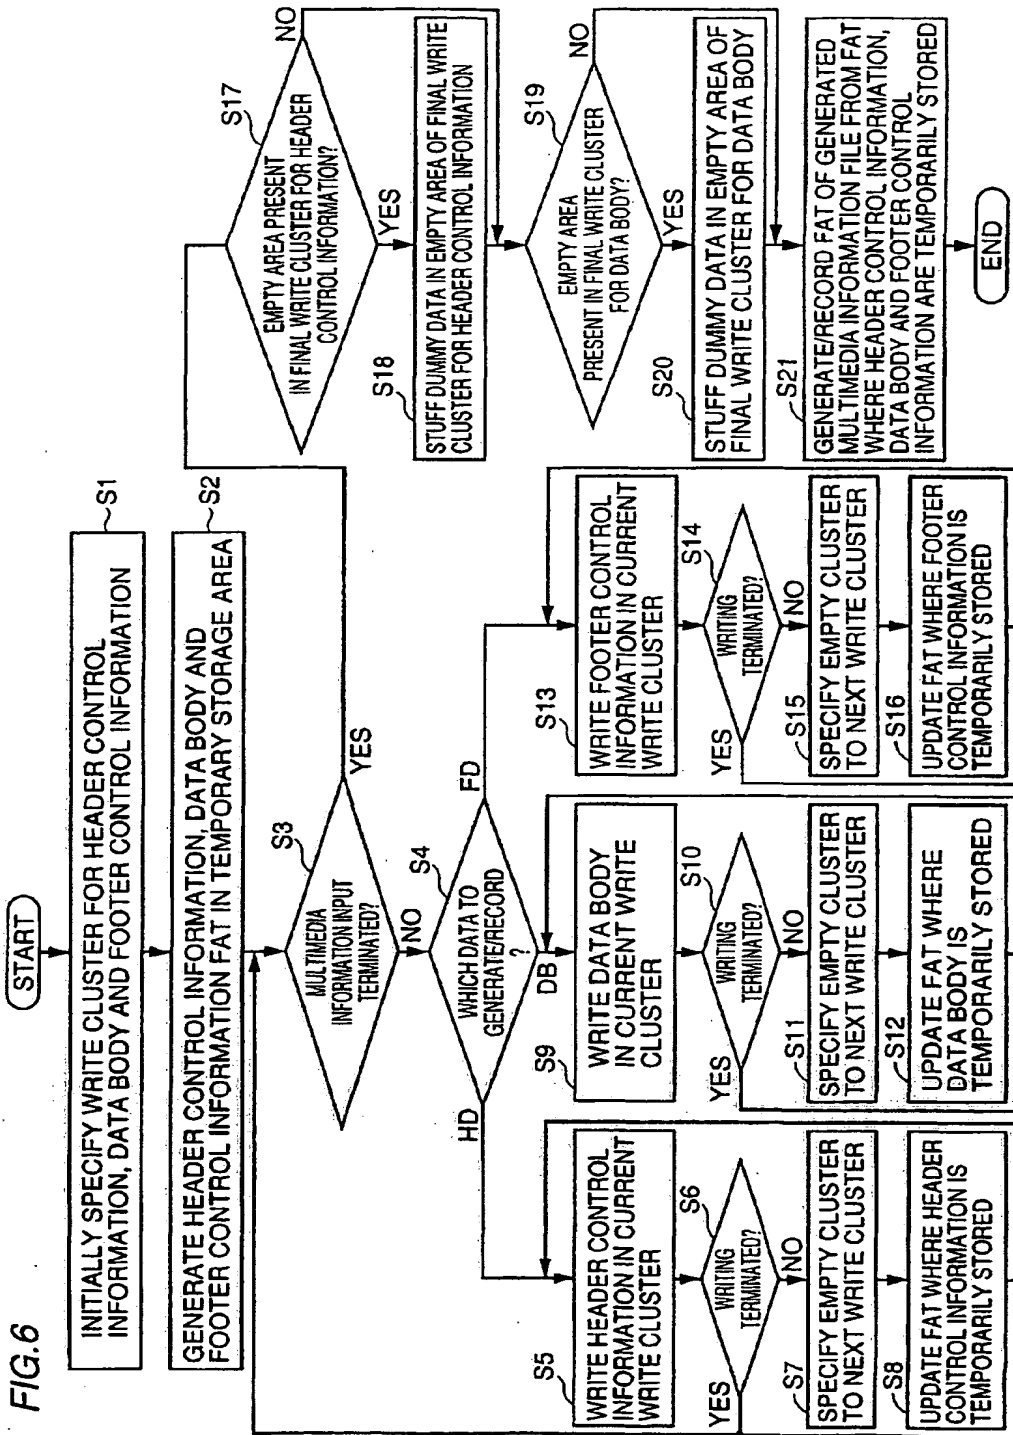 FIG.6
START
INITIALLY SPECIFY WRITE CLUSTER FOR HEADER CONTROL
INFORMATION, DATA BODY AND FOOTER CONTROL INFORMATION
S1
GENERATE HEADER CONTROL INFORMATION, DATA BODY AND
FOOTER CONTROL INFORMATION FAT IN TEMPORARY STORAGE AREA
S2
S3
MULTIMEDIA
INFORMATION INPUT
TERMINATED?
YES
NO
S4
WHICH DATA TO
GENERATE/RECORD
?
HD
DB
FD
S5
WRITE HEADER CONTROL
INFORMATION IN CURRENT
WRITE CLUSTER
S6
WRITING
TERMINATED?
YES
NO
S7
SPECIFY EMPTY CLUSTER
TO NEXT WRITE CLUSTER
S8
UPDATE FAT WHERE HEADER
CONTROL INFORMATION IS
TEMPORARILY STORED
S9
WRITE DATA BODY
IN CURRENT WRITE
CLUSTER
S10
WRITING
TERMINATED?
YES
NO
S11
SPECIFY EMPTY CLUSTER
TO NEXT WRITE CLUSTER
S12
UPDATE FAT WHERE
DATA BODY IS
TEMPORARILY STORED
S13
WRITE FOOTER CONTROL
INFORMATION IN CURRENT
WRITE CLUSTER
S14
WRITING
TERMINATED?
YES
NO
S15
SPECIFY EMPTY CLUSTER
TO NEXT WRITE CLUSTER
S16
UPDATE FAT WHERE FOOTER
CONTROL INFORMATION IS
TEMPORARILY STORED
S17
EMPTY AREA PRESENT
IN FINAL WRITE CLUSTER FOR HEADER
CONTROL INFORMATION?
NO
YES
S18
STUFF DUMMY DATA IN EMPTY AREA OF FINAL WRITE
CLUSTER FOR HEADER CONTROL INFORMATION
S19
EMPTY AREA
PRESENT IN FINAL WRITE CLUSTER
FOR DATA BODY?
NO
YES
S20
STUFF DUMMY DATA IN EMPTY AREA OF
FINAL WRITE CLUSTER FOR DATA BODY
S21
GENERATE/RECORD FAT OF GENERATED
MULTIMEDIA INFORMATION FILE FROM FAT
WHERE HEADER CONTROL INFORMATION,
DATA BODY AND FOOTER CONTROL
INFORMATION ARE TEMPORARILY STORED
END